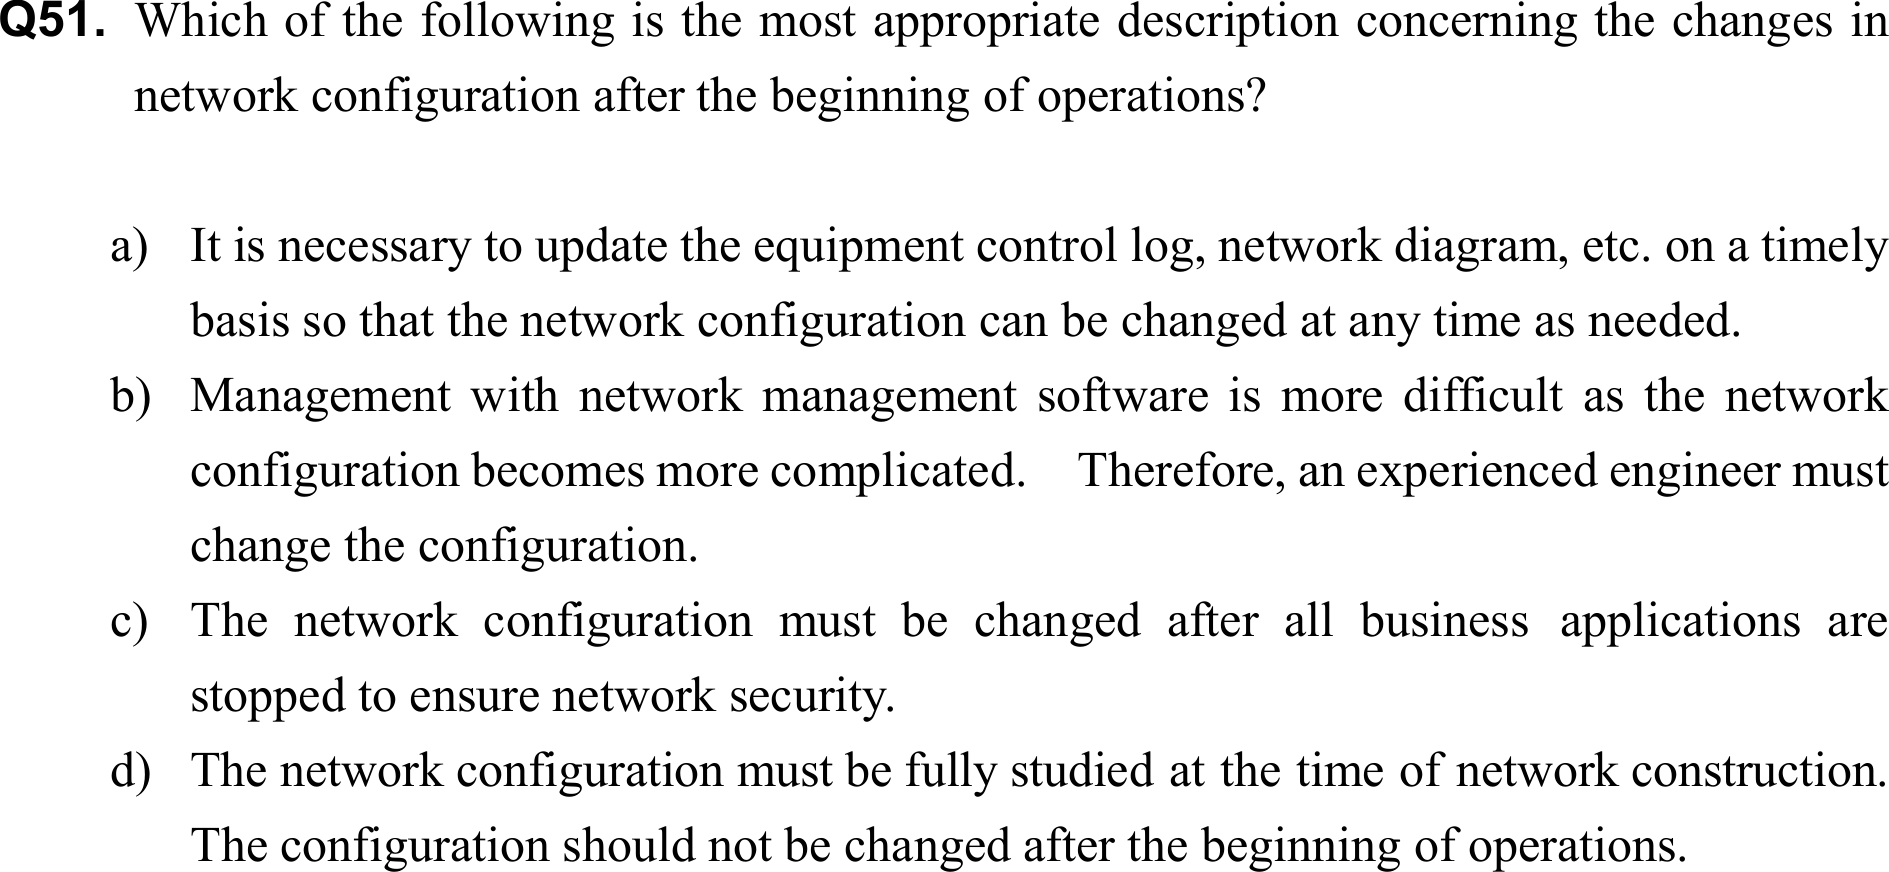 Q51. Which of the following is the most appropriate description concerning the changes in
network configuration after the beginning of operations?
a) It is necessary to update the equipment control log, network diagram, etc. on a timely
basis so that the network configuration can be changed at any time as needed.
b) Management with network management software is more difficult as the network
configuration becomes more complicated. Therefore, an experienced engineer must
change the configuration.
c) The network configuration must be changed after all business applications are
stopped to ensure network security.
d) The network configuration must be fully studied at the time of network construction.
The configuration should not be changed after the beginning of operations.